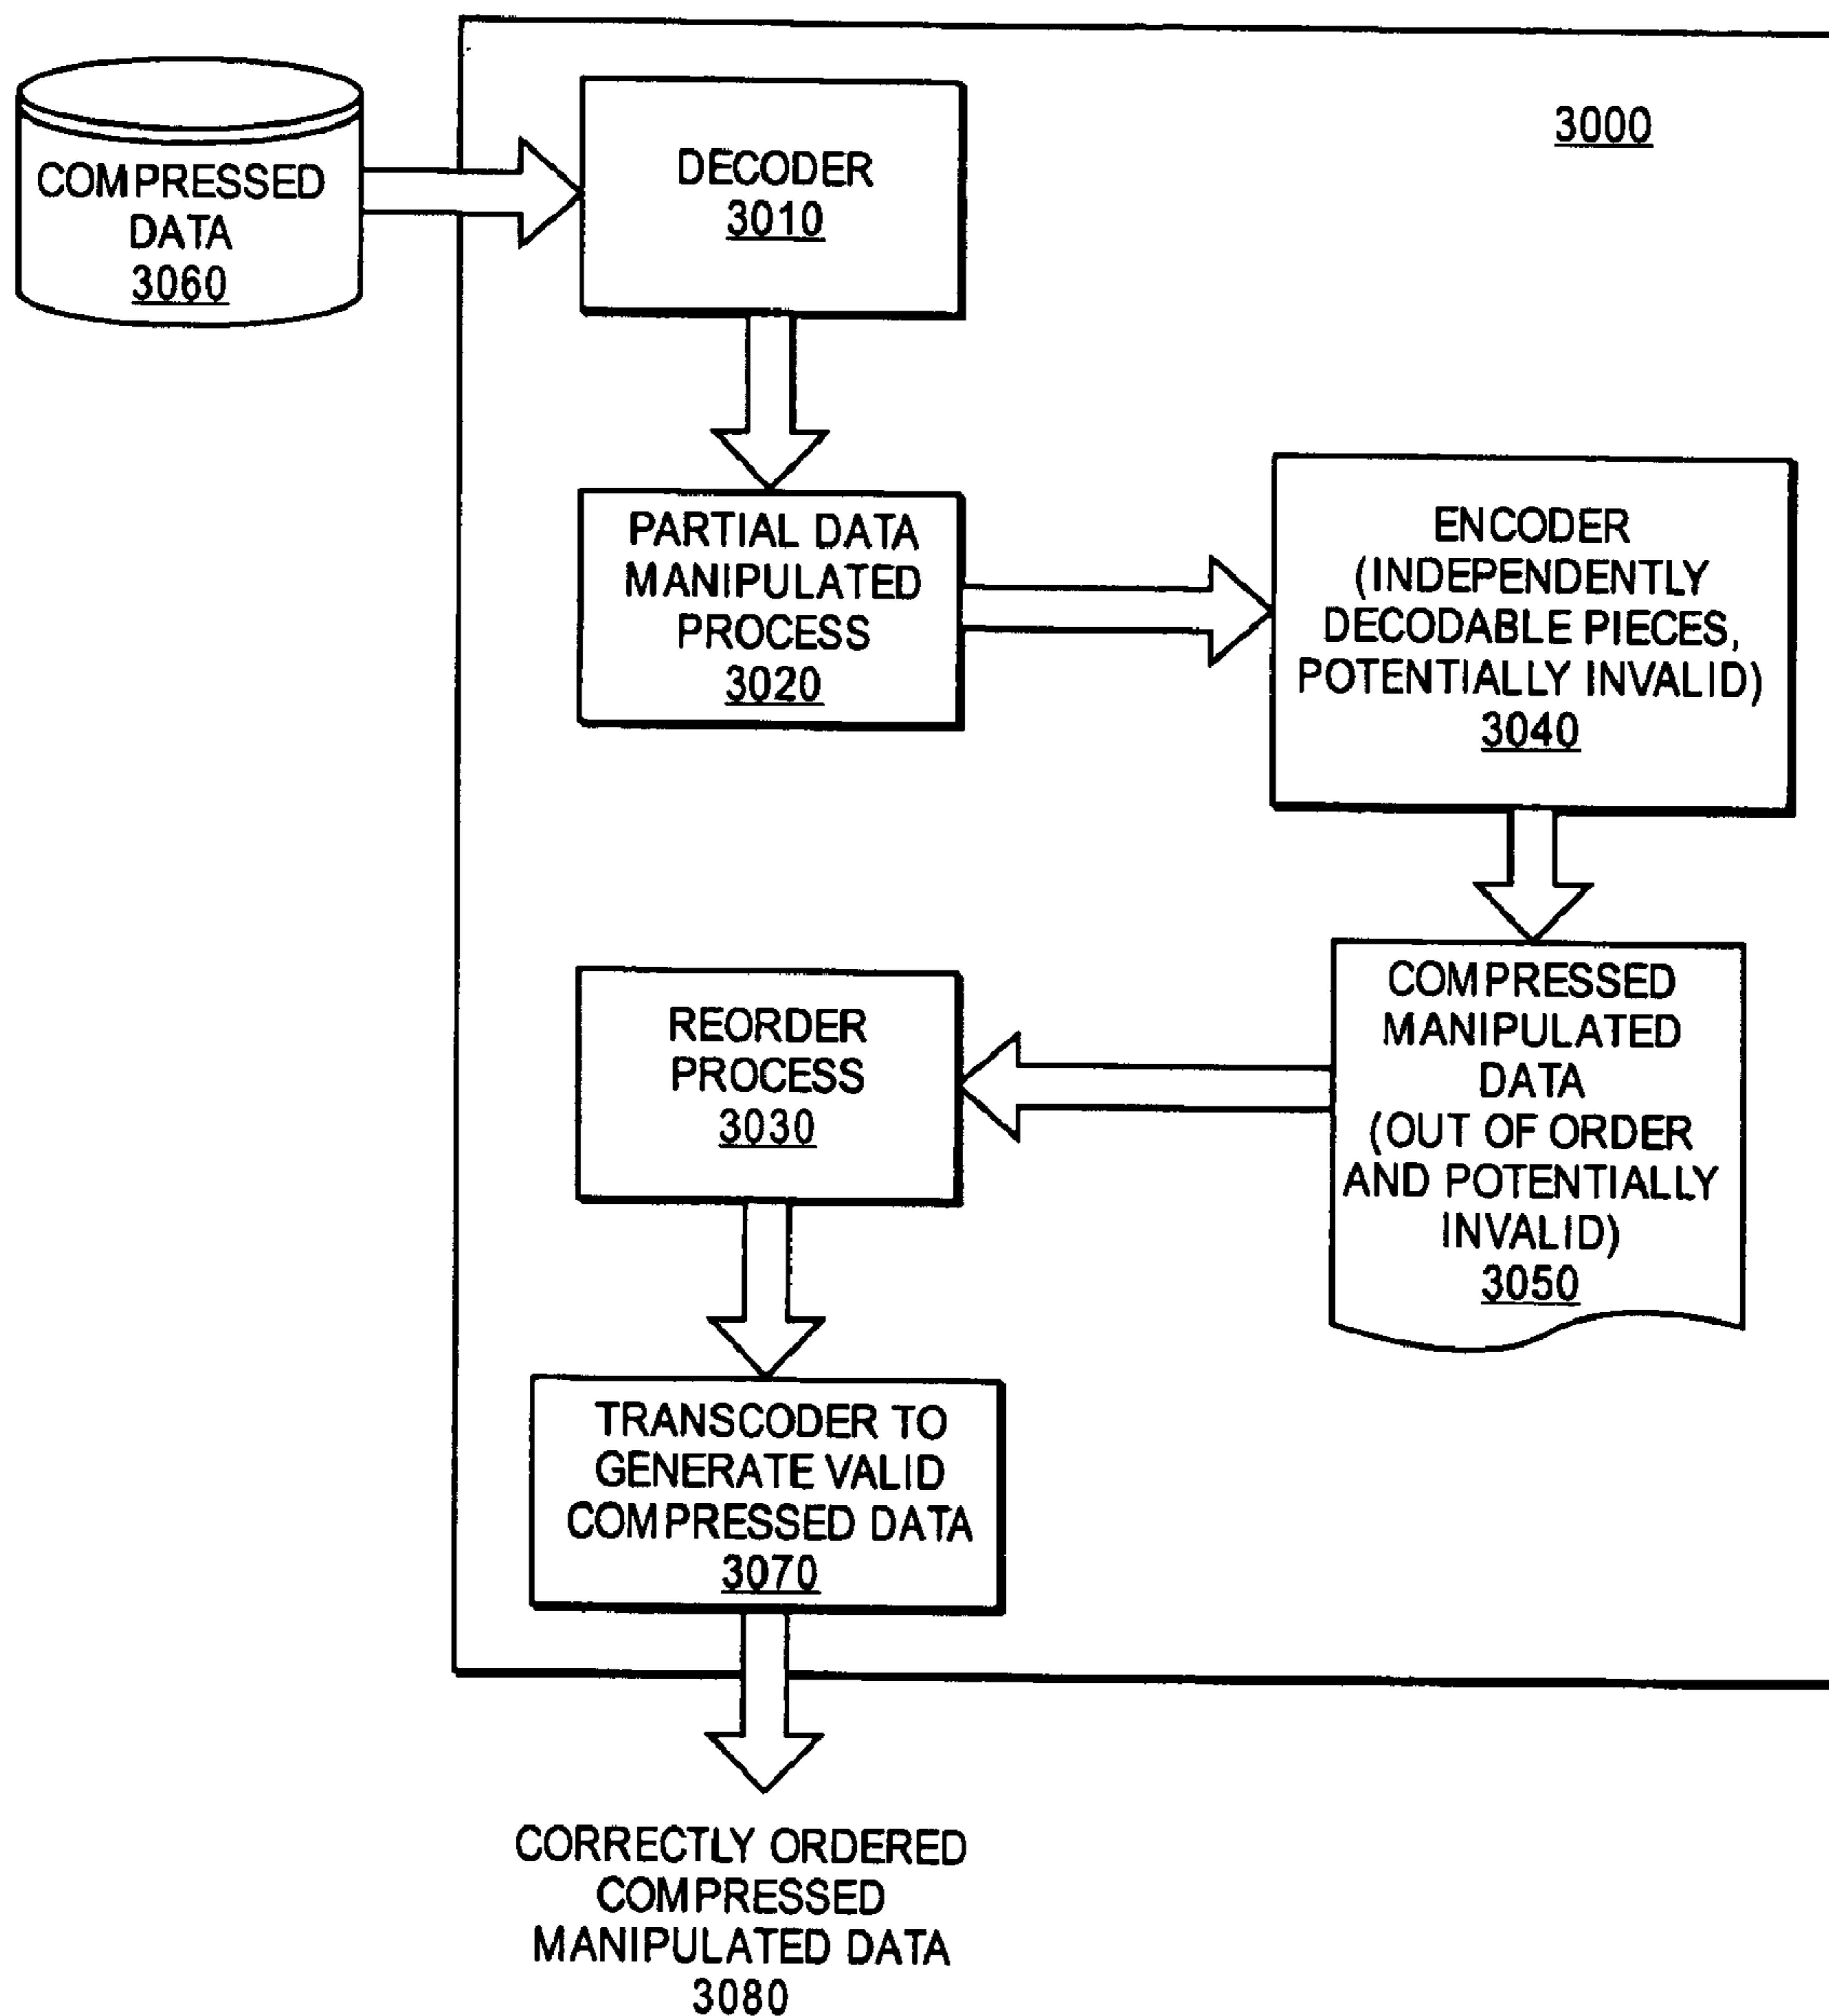 3000
COMPRESSED
DATA
3060
DECODER
3010
PARTIAL DATA
MANIPULATED
PROCESS
3020
ENCODER
(INDEPENDENTLY
DECODABLE PIECES,
POTENTIALLY INVALID)
3040
COMPRESSED
MANIPULATED
DATA
(OUT OF ORDER
AND POTENTIALLY
INVALID)
3050
REORDER
PROCESS
3030
TRANSCODER TO
GENERATE VALID
COMPRESSED DATA
3070
CORRECTLY ORDERED
COMPRESSED
MANIPULATED DATA
3080